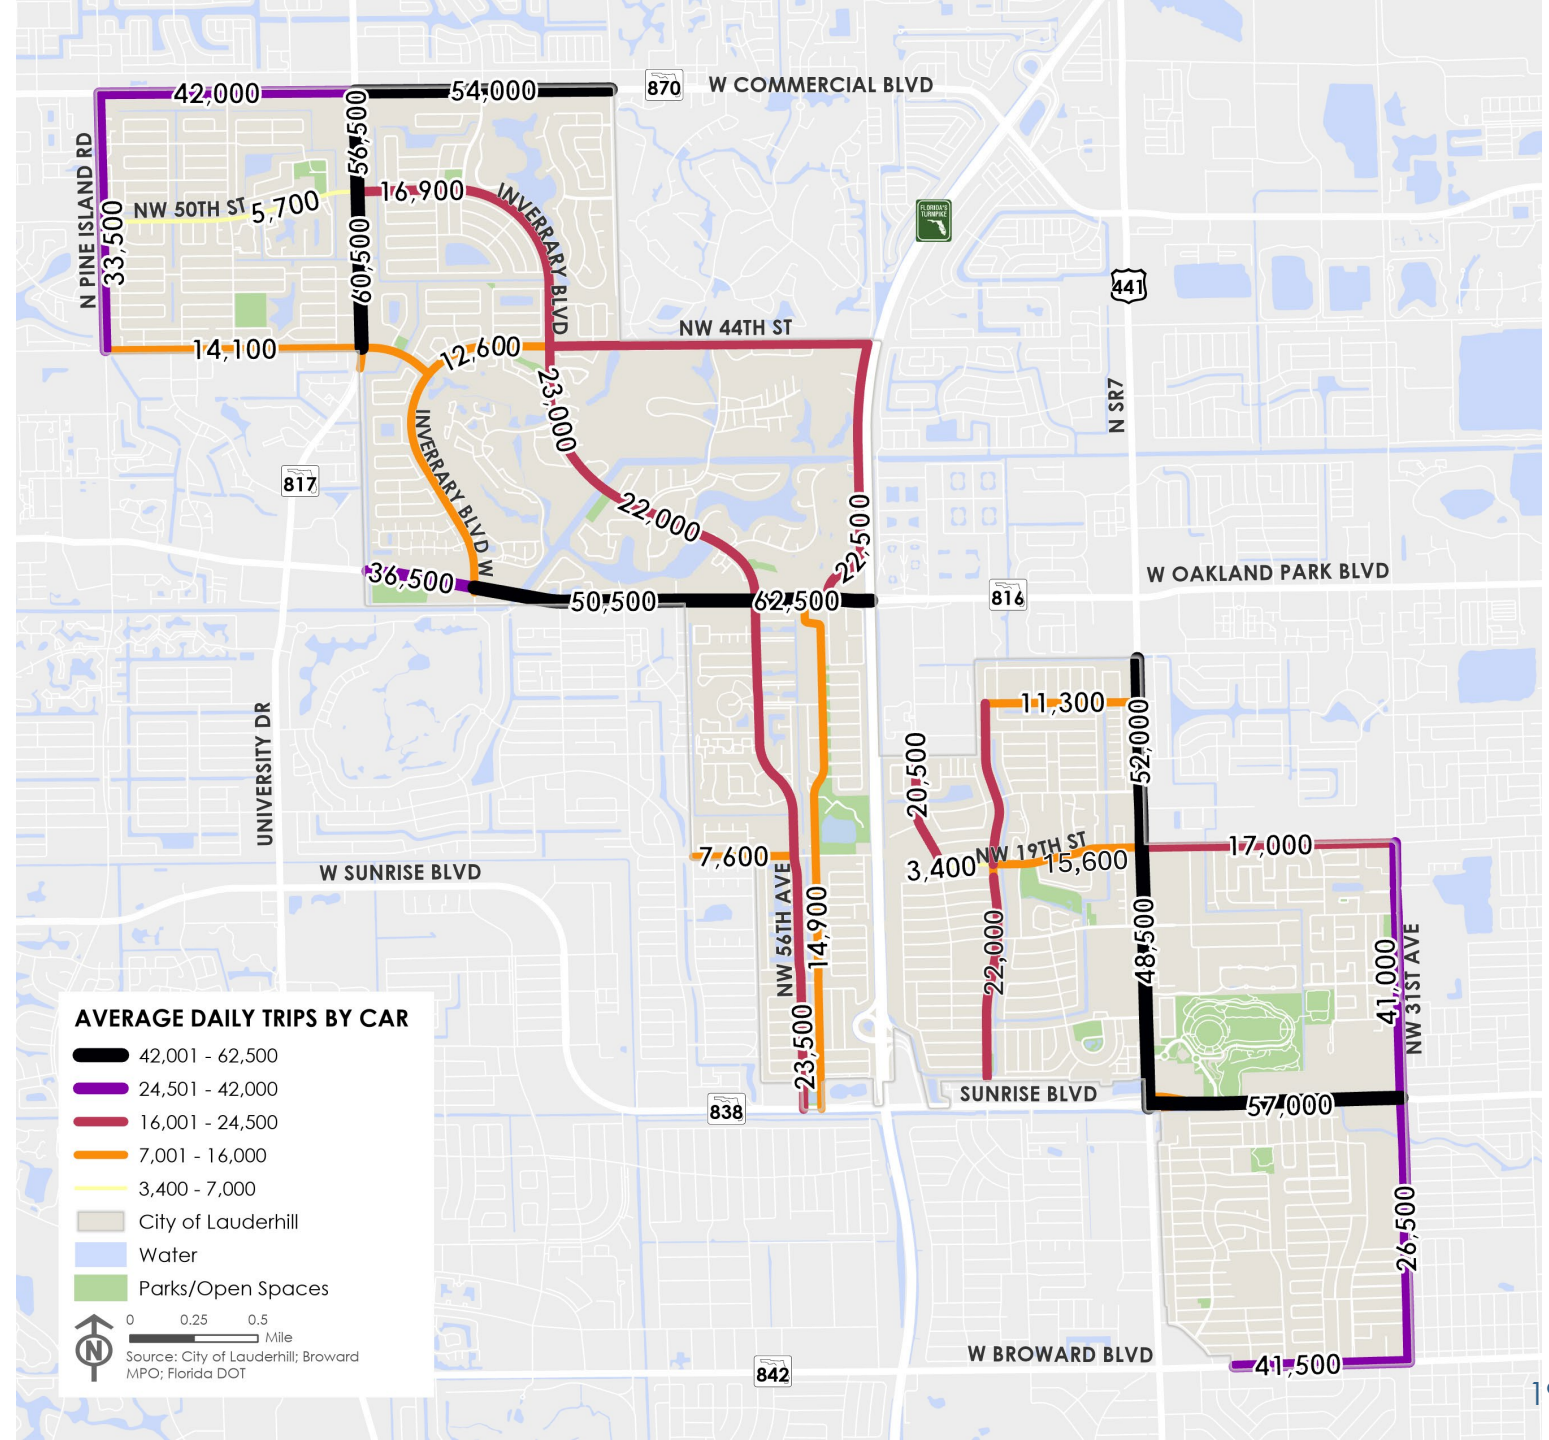 42,000
54,000
870
W COMMERCIAL BLVD
56,500
N PINE ISLAND RD
NW 50TH ST
5,700
16,900
INVERRARY BLVD
33,500
60,500
FLORIDA'S
TURNPIKE
441
14,100
12,600
NW 44TH ST
23,000
N SR7
INVERRARY BLVD W
817
22,000
22,500
36,500
50,500
62,500
816
W OAKLAND PARK BLVD
UNIVERSITY DR
11,300
52,000
20,500
W SUNRISE BLVD
7,600
NW 56TH AVE
14,900
3,400
NW 19TH ST
15,600
17,000
22,000
48,500
41,000
NW 31ST AVE
23,500
838
SUNRISE BLVD
57,000
26,500
W BROWARD BLVD
41,500
842
AVERAGE DAILY TRIPS BY CAR
42,001 - 62,500
24,501 - 42,000
16,001 - 24,500
7,001 - 16,000
3,400 - 7,000
City of Lauderhill
Water
Parks/Open Spaces
N
0 0.25 0.5
Mile
Source: City of Lauderhill; Broward
MPO; Florida DOT